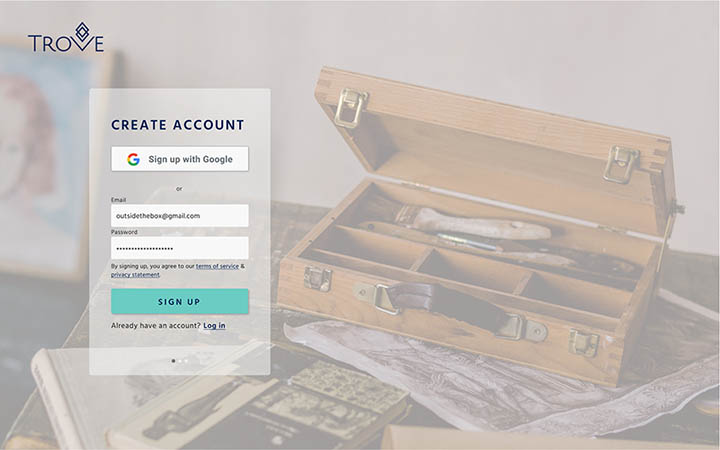 TROVE
CREATE ACCOUNT
Sign up with Google
or
Email
outsidethebox@gmail.com
Password
•••••••••••••••••••
By signing up, you agree to our terms of service &
privacy statement.
SIGN UP
Already have an account? Log in